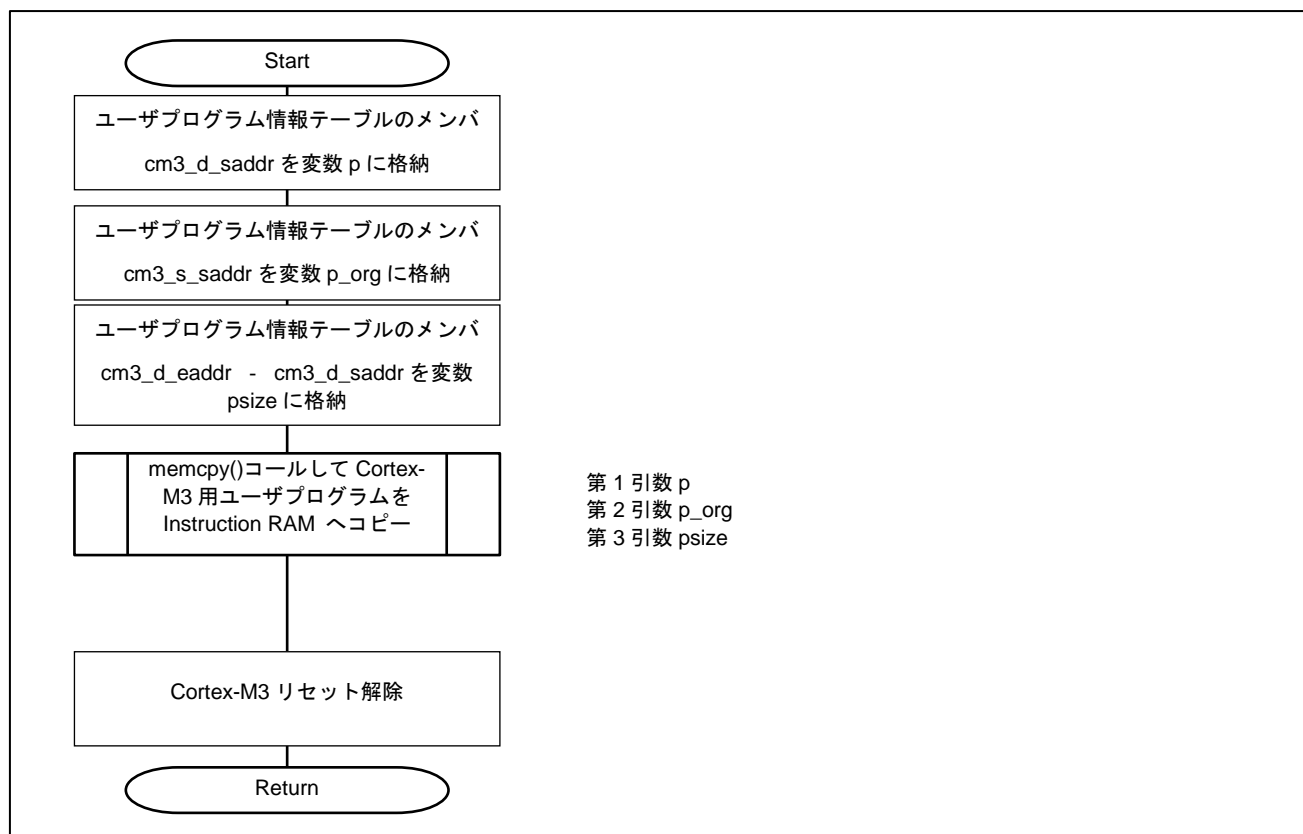 Start
ユーザプログラム情報テーブルのメンバ
cm3_d_saddr を変数 p に格納
ユーザプログラム情報テーブルのメンバ
cm3_s_saddr を変数 p_org に格納
ユーザプログラム情報テーブルのメンバ
cm3_d_eaddr - cm3_d_saddr を変数
psize に格納
memcpy()コールして Cortex-
M3 用ユーザプログラムを
Instruction RAM へコピー
第 1 引数 p
第 2 引数 p_org
第 3 引数 psize
Cortex-M3 リセット解除
Return